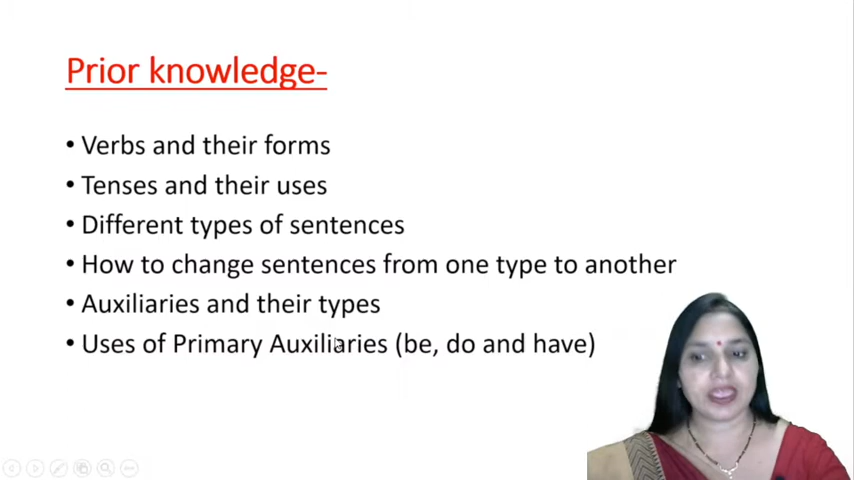 Prior knowledge-
• Verbs and their forms
• Tenses and their uses
• Different types of sentences
• How to change sentences from one type to another
• Auxiliaries and their types
• Uses of Primary Auxiliaries (be, do and have)